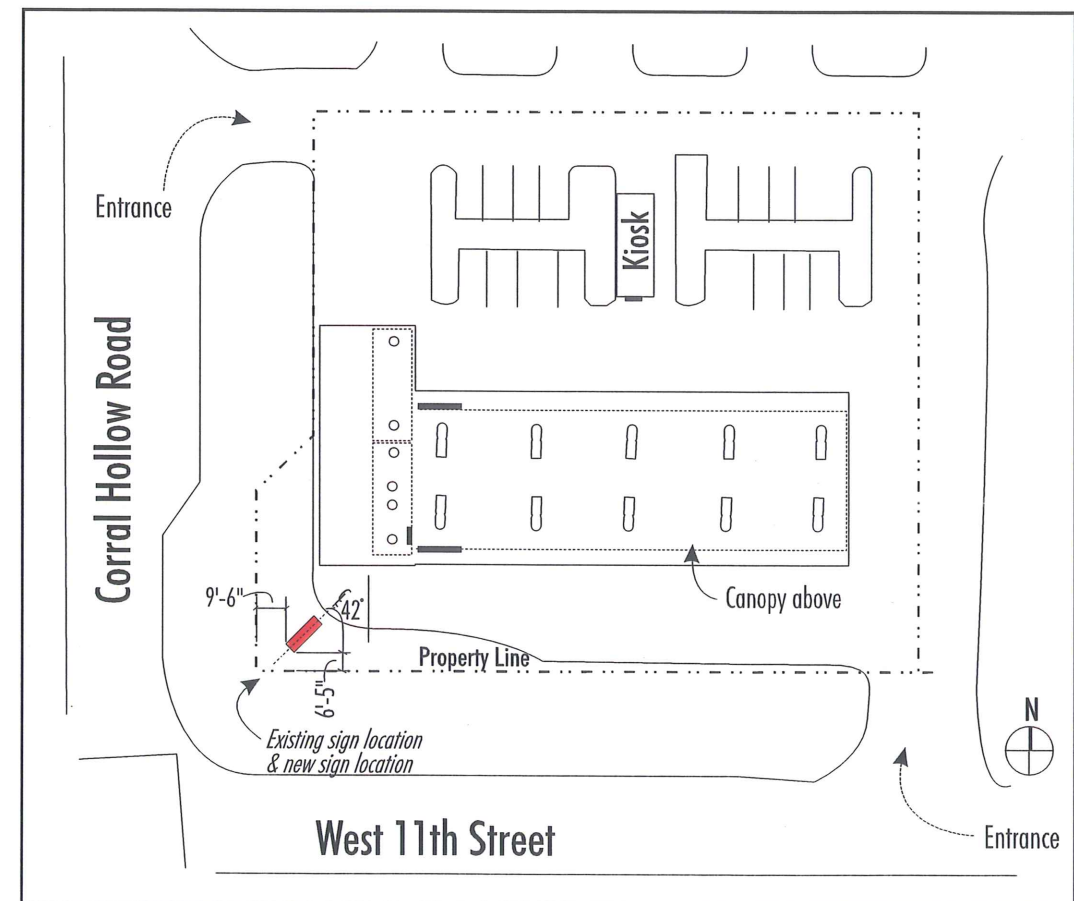 Entrance
Kiosk
Corral Hollow Road
9'-6"
42°
Canopy above
Property Line
6'-5"
Existing sign location
& new sign location
N
West 11th Street
Entrance